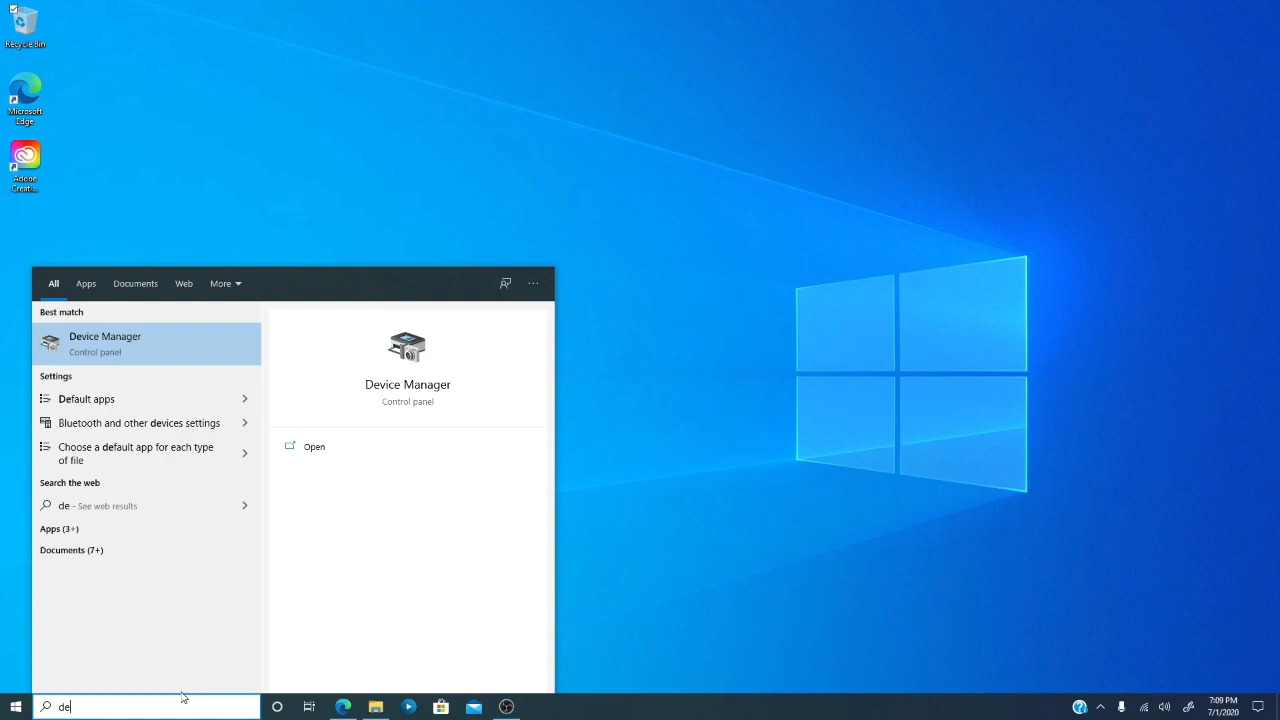 Recycle Bin
Microsoft
Edge
Adobe
Creati...
All
Apps
Documents
Web
More
...
Best match
Device Manager
Control panel
Settings
Default apps
Bluetooth and other devices settings
Choose a default app for each type
of file
Search the web
de - See web results
Apps (3+)
Documents (7+)
Device Manager
Control panel
Open
de
7:09 PM
7/1/2020